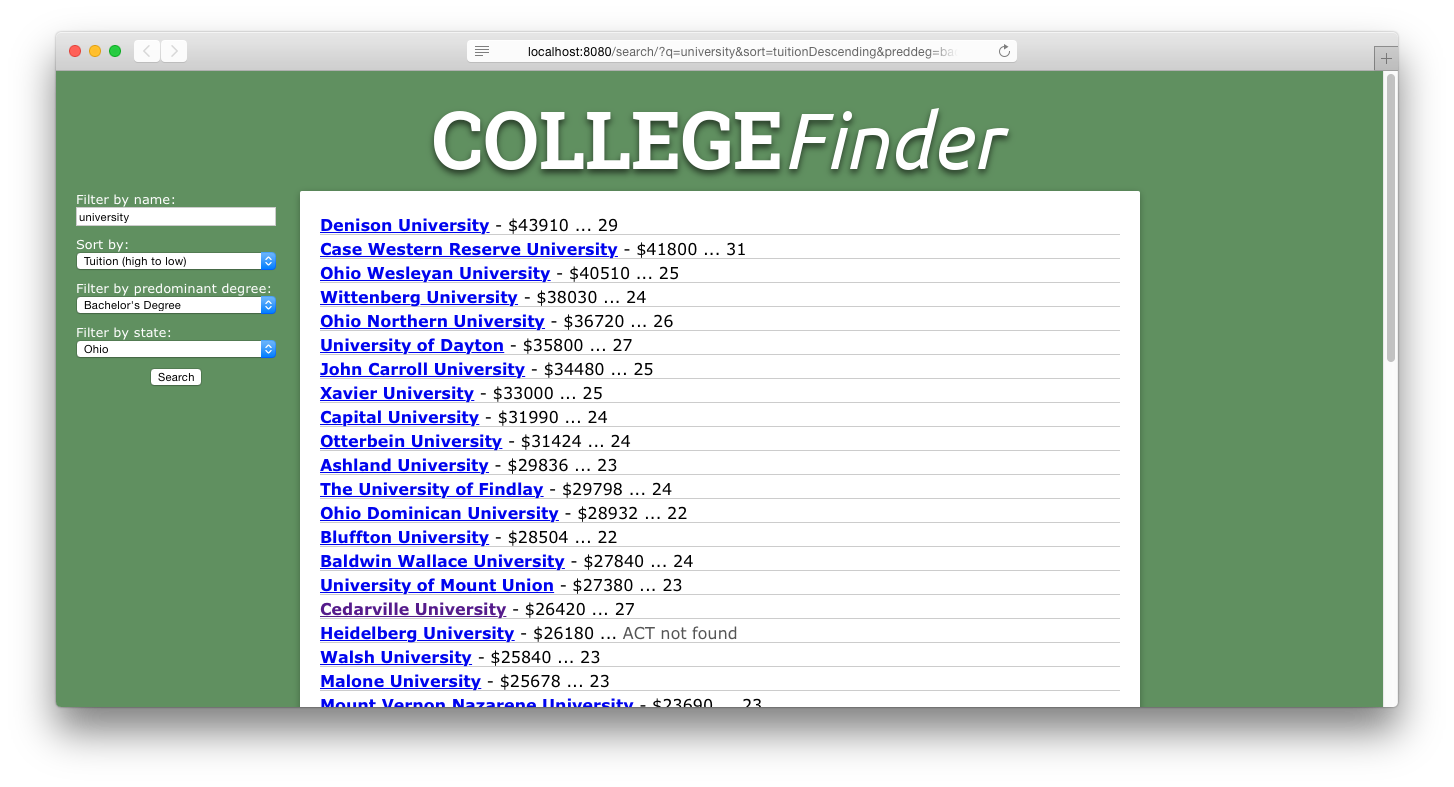 localhost:8080/search/?q=university&sort=tuitionDescending&preddeg=ba
COLLEGE Finder
Filter by name:
university
Sort by:
Tuition (high to low)
Filter by predominant degree:
Bachelor's Degree
Filter by state:
Ohio
Search
Denison University - $43910 ... 29
Case Western Reserve University - $41800 ... 31
Ohio Wesleyan University - $40510 ... 25
Wittenberg University - $38030 ... 24
Ohio Northern University - $36720 ... 26
University of Dayton - $35800 ... 27
John Carroll University - $34480 ... 25
Xavier University - $33000 ... 25
Capital University - $31990 ... 24
Otterbein University - $31424 ... 24
Ashland University - $29836 ... 23
The University of Findlay - $29798 ... 24
Ohio Dominican University - $28932 ... 22
Bluffton University - $28504 ... 22
Baldwin Wallace University - $27840 ... 24
University of Mount Union - $27380 ... 23
Cedarville University - $26420 ... 27
Heidelberg University - $26180 ... ACT not found
Walsh University - $25840 ... 23
Malone University - $25678 ... 23
Mount Vernon Nazarene University - $23690 ... 23